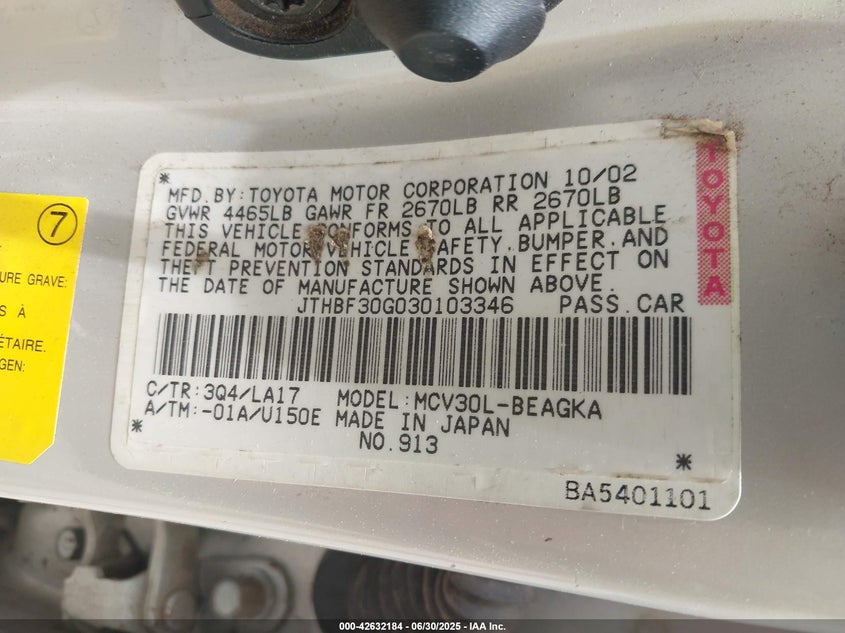 MFD.BY:TOYOTA MOTOR CORPORATION 10/02
GVWR 4465LB GAWR FR 2670LB RR 2670LB
THIS VEHICLE CONFORMS TO ALL APPLICABLE
FEDERAL MOTOR VEHICLE SAFETY,BUMPER,AND
THEFT PREVENTION STANDARDS IN EFFECT ON
THE DATE OF MANUFACTURE SHOWN ABOVE.
JTHBF30G030103346 PASS.CAR
C/TR:3Q4/LA17 MODEL:MCV30L-BEAGKA
A/TM:-01A/U150E MADE IN JAPAN
NO.913
BA5401101
TOYOTA
7
URE GRAVE:
S À
ÉTAIRE.
GEN:
000-42632184 - 06/30/2025 - IAA Inc.